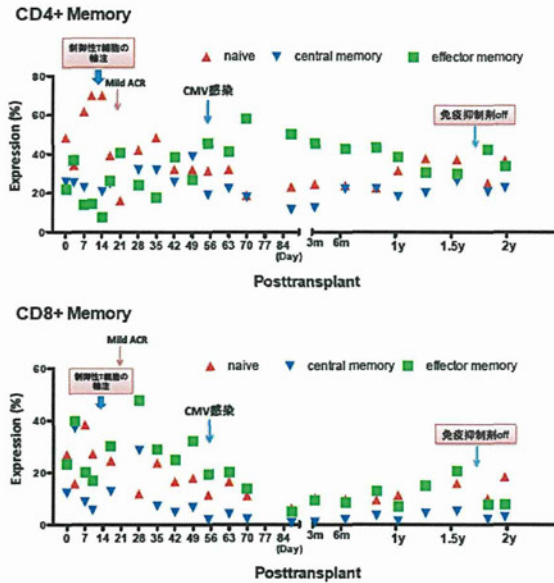 CD4+ Memory
制御性T細胞の
輸注
Mild ACR
naive
central memory
effector memory
CMV感染
免疫抑制剤off
Expression (%)
80
60
40
20
0
0 7 14 21 28 35 42 49 56 63 70 77 84 3m 6m 1y 1.5y 2y
(Day)
Posttransplant
CD8+ Memory
Mild ACR
制御性T細胞の
輸注
naive
central memory
effector memory
CMV感染
免疫抑制剤off
Expression (%)
60
40
20
0
0 7 14 21 28 35 42 49 56 63 70 77 84 3m 6m 1y 1.5y 2y
(Day)
Posttransplant